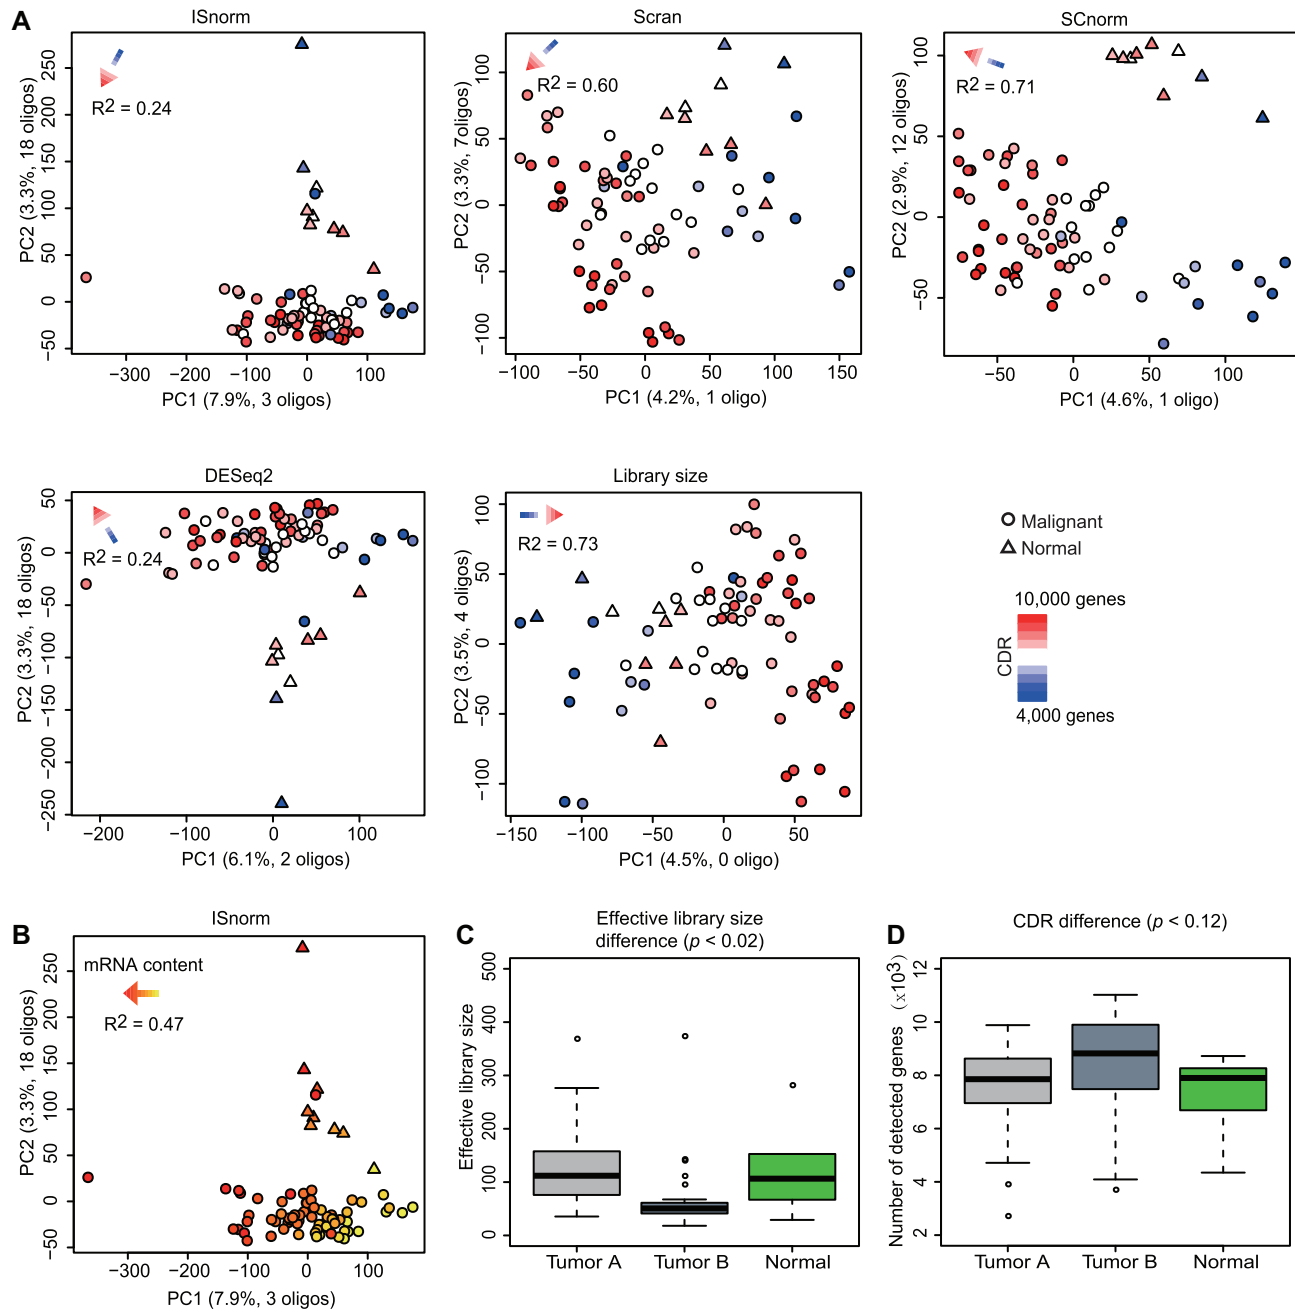 A
ISnorm
R2 = 0.24
PC2 (3.3%, 18 oligos)
250
200
150
100
50
0
−50
−300
−200
−100
0
100
PC1 (7.9%, 3 oligos)
Scran
R2 = 0.60
PC2 (3.3%, 7oligos)
100
50
0
−50
−100
−100
−50
0
50
100
150
PC1 (4.2%, 1 oligo)
SCnorm
R2 = 0.71
PC2 (2.9%, 12 oligos)
100
50
0
−50
−50
0
50
100
PC1 (4.6%, 1 oligo)
DESeq2
R2 = 0.24
PC2 (3.3%, 18 oligos)
50
0
−50
−100
−150
−200
−250
−200
−100
0
100
PC1 (6.1%, 2 oligos)
Library size
R2 = 0.73
PC2 (3.5%, 4 oligos)
100
50
0
−50
−100
−150
−100
−50
0
50
PC1 (4.5%, 0 oligo)
Malignant
Normal
10,000 genes
CDR
4,000 genes
B
ISnorm
mRNA content
R2 = 0.47
PC2 (3.3%, 18 oligos)
250
200
150
100
50
0
−50
−300
−200
−100
0
100
PC1 (7.9%, 3 oligos)
C
Effective library size
difference (p < 0.02)
Effective library size
500
400
300
200
100
0
Tumor A
Tumor B
Normal
D
CDR difference (p < 0.12)
Number of detected genes (x10³)
12
10
8
6
4
2
Tumor A
Tumor B
Normal